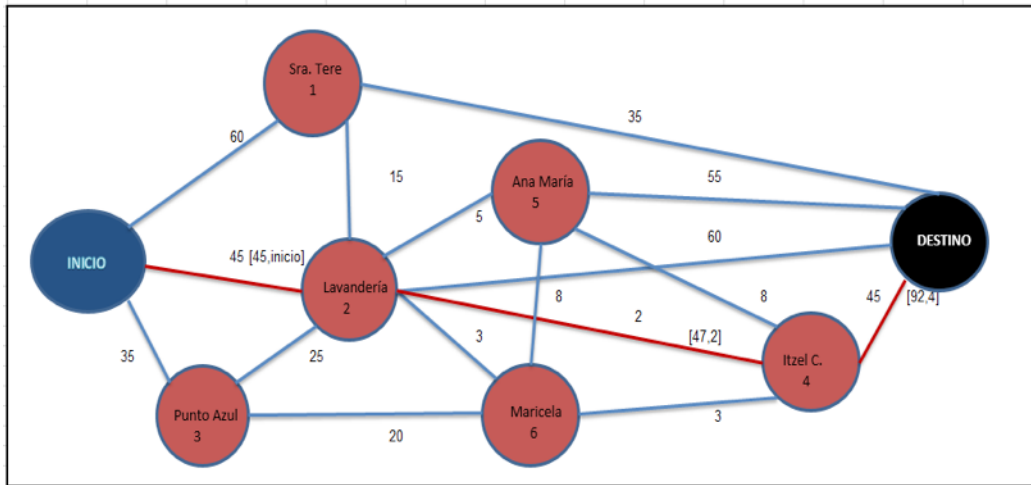 Sra. Tere
1
60
35
15
Ana María
5
55
5
60
INICIO
45 [45,inicio]
Lavandería
2
DESTINO
8
8
45
[92,4]
2
[47,2]
3
Itzel C.
4
35
25
Punto Azul
3
20
Maricela
6
3